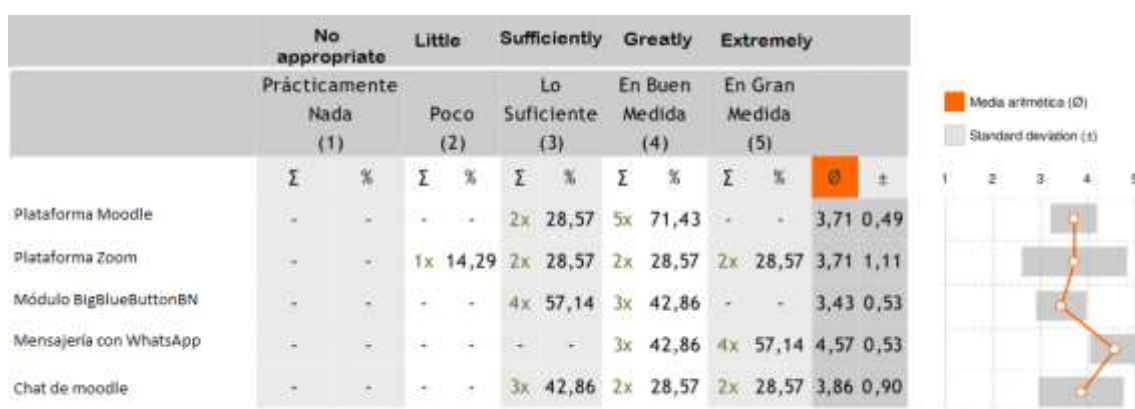 No appropriate Little Sufficiently Greatly Extremely
Prácticamente Nada (1) Poco (2) Lo Suficiente (3) En Buen Medida (4) En Gran Medida (5)
Σ % Σ % Σ % Σ % Σ % Ø ±
Plataforma Moodle - - - - 2x 28,57 5x 71,43 - - 3,71 0,49
Plataforma Zoom - - 1x 14,29 2x 28,57 2x 28,57 2x 28,57 3,71 1,11
Módulo BigBlueButtonBN - - - - 4x 57,14 3x 42,86 - - 3,43 0,53
Mensajería con WhatsApp - - - - - - 3x 42,86 4x 57,14 4,57 0,53
Chat de moodle - - - - 3x 42,86 2x 28,57 2x 28,57 3,86 0,90
Media aritmética (Ø)
Standard deviation (±)
1 2 3 4 5